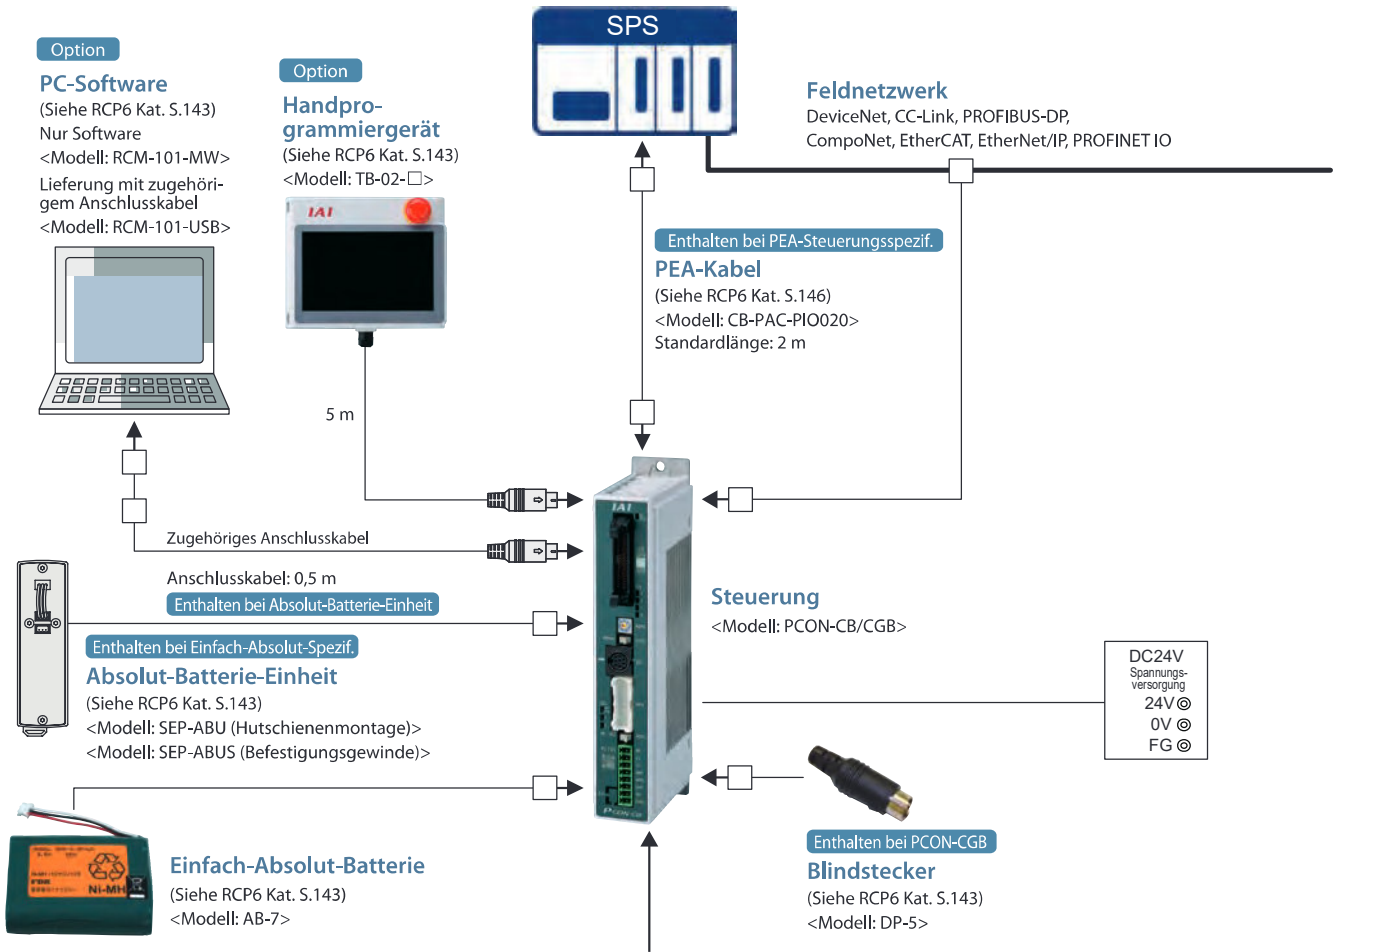 SPS
Option
PC-Software
(Siehe RCP6 Kat. S.143)
Nur Software
<Modell: RCM-101-MW>
Lieferung mit zugehöri-
gem Anschlusskabel
<Modell: RCM-101-USB>
Option
Handpro-
grammiergerät
(Siehe RCP6 Kat. S.143)
<Modell: TB-02-□>
IAI
Feldnetzwerk
DeviceNet, CC-Link, PROFIBUS-DP,
CompoNet, EtherCAT, EtherNet/IP, PROFINET IO
Enthalten bei PEA-Steuerungsspezif.
PEA-Kabel
(Siehe RCP6 Kat. S.146)
<Modell: CB-PAC-PIO020>
Standardlänge: 2 m
5 m
Zugehöriges Anschlusskabel
Anschlusskabel: 0,5 m
Enthalten bei Absolut-Batterie-Einheit
Enthalten bei Einfach-Absolut-Spezif.
Absolut-Batterie-Einheit
(Siehe RCP6 Kat. S.143)
<Modell: SEP-ABU (Hutschienenmontage)>
<Modell: SEP-ABUS (Befestigungsgewinde)>
IAI
PCON-CB
Steuerung
<Modell: PCON-CB/CGB>
DC24V
Spannungs-
versorgung
24V
0V
FG
Ni-MH
Einfach-Absolut-Batterie
(Siehe RCP6 Kat. S.143)
<Modell: AB-7>
Enthalten bei PCON-CGB
Blindstecker
(Siehe RCP6 Kat. S.143)
<Modell: DP-5>